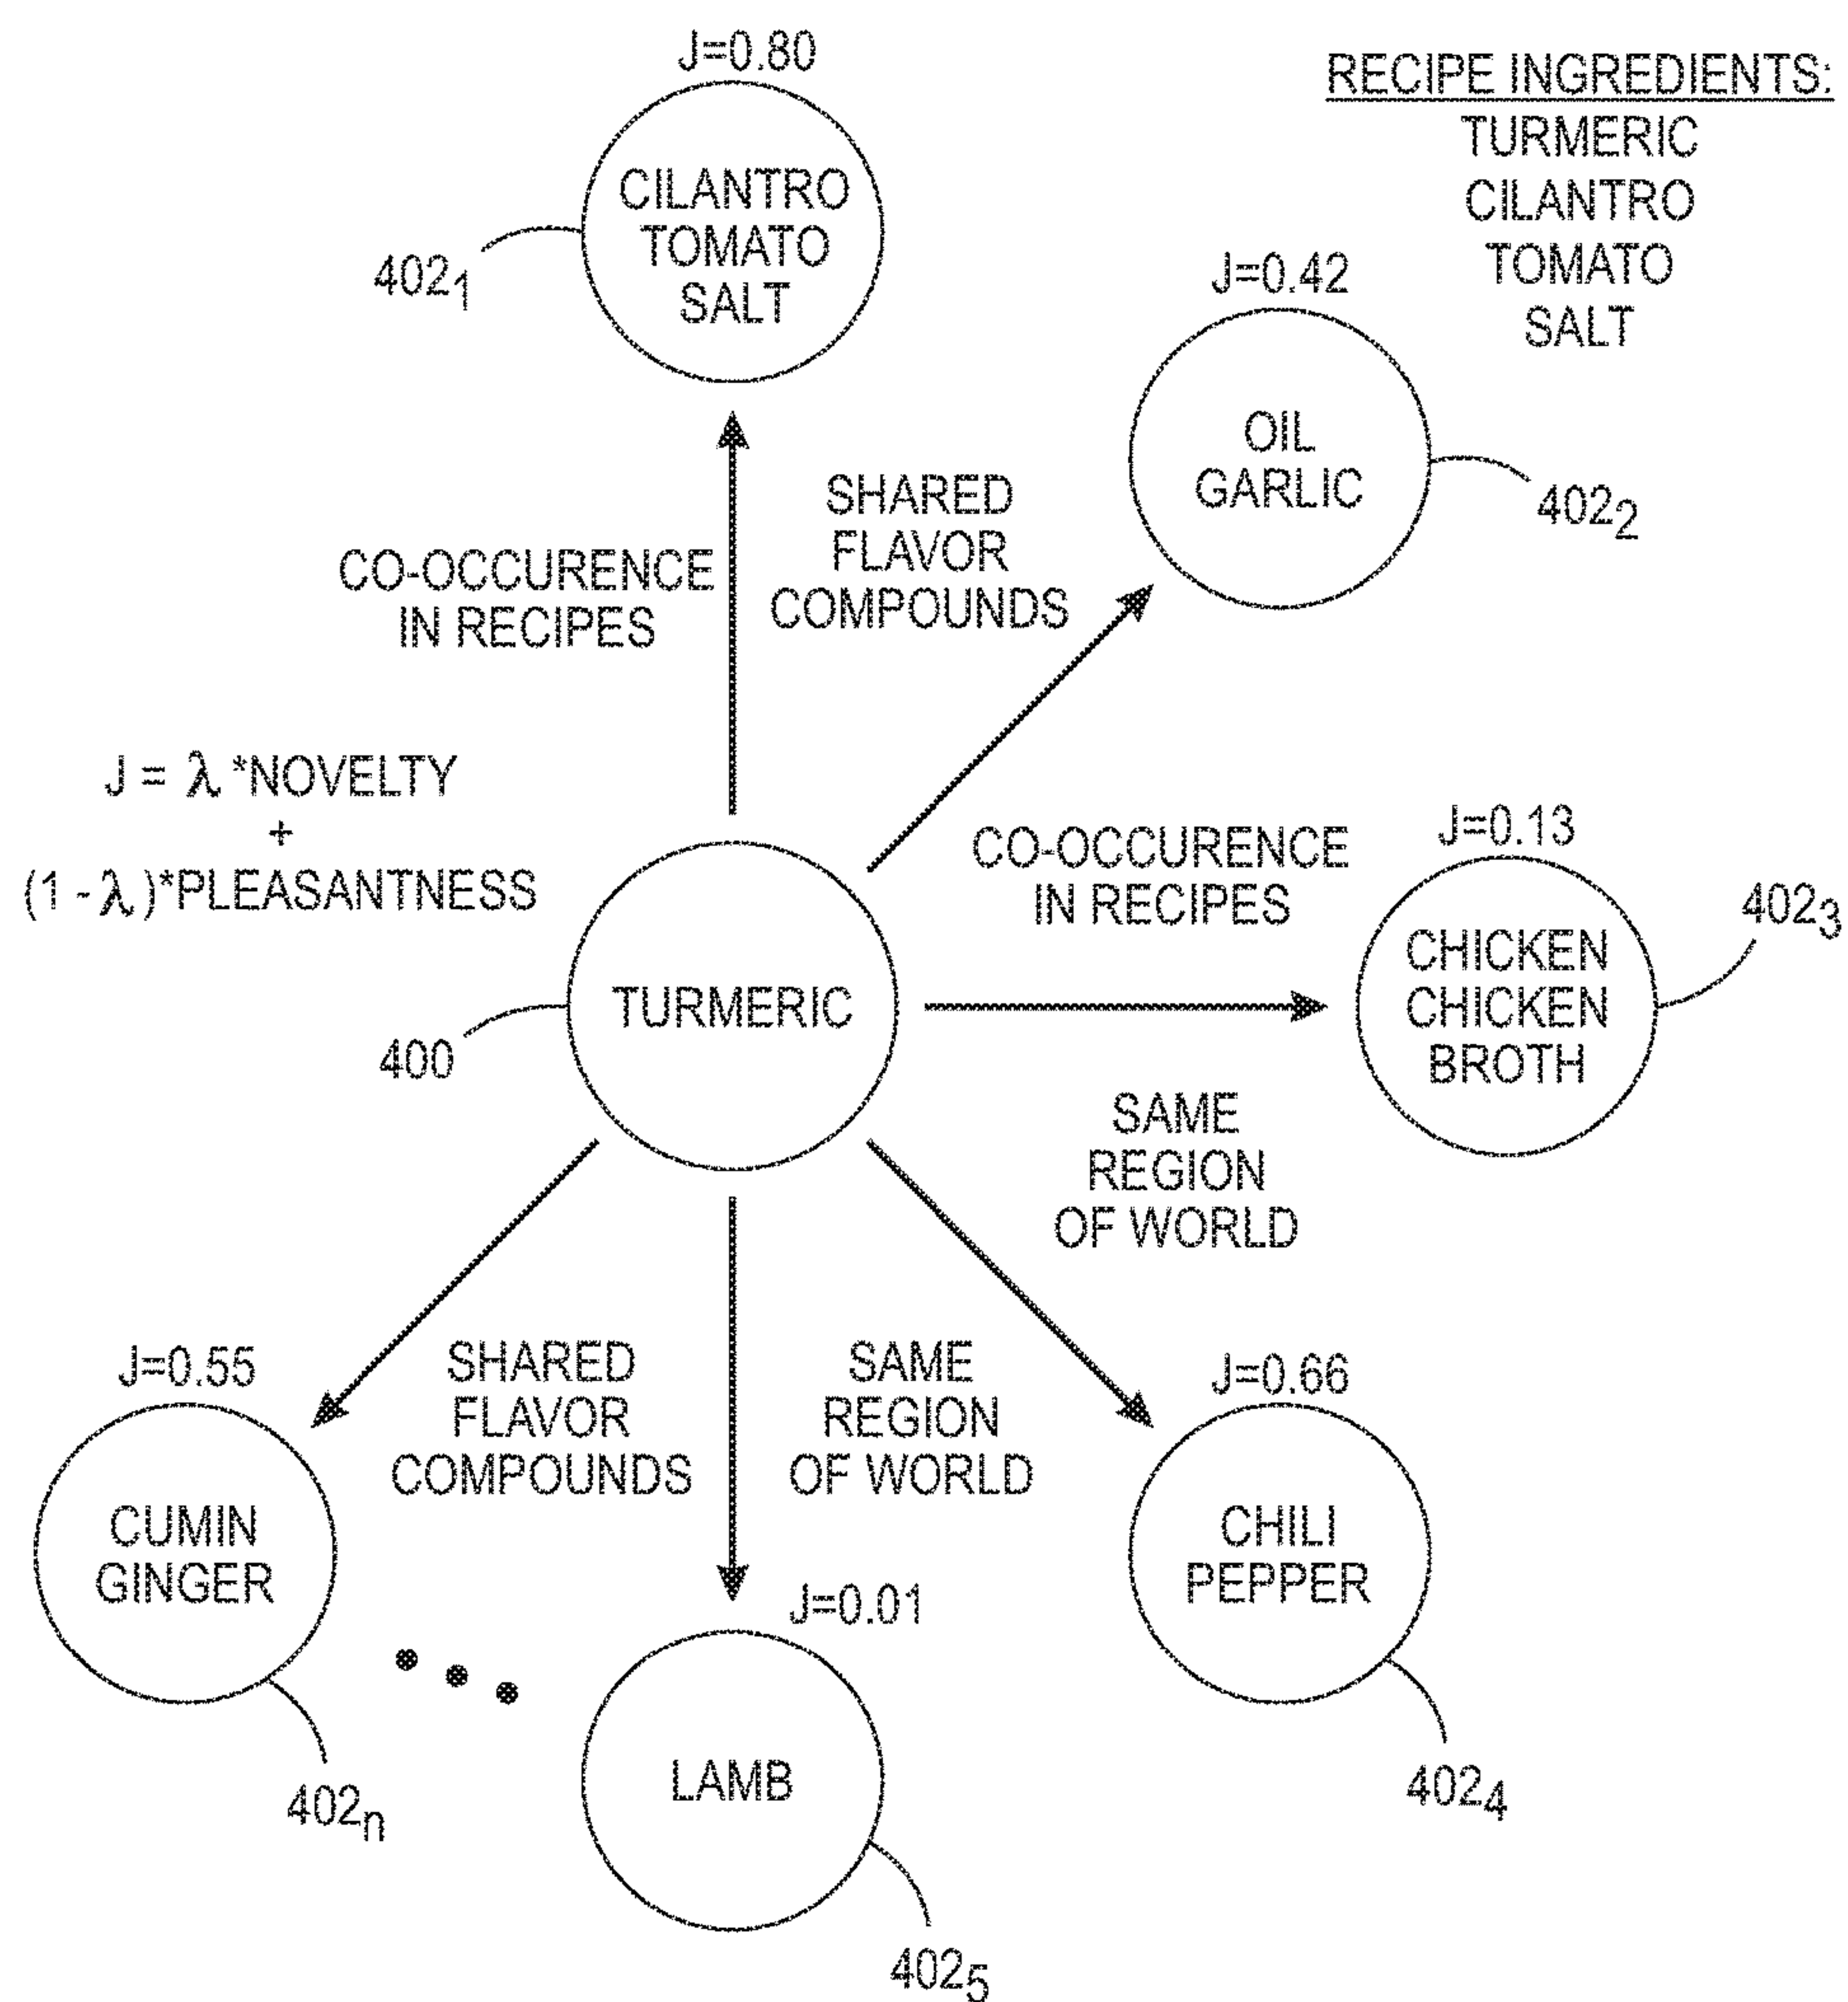 J=0.80
CILANTRO
TOMATO
SALT
402₁
RECIPE INGREDIENTS:
TURMERIC
CILANTRO
TOMATO
SALT
J=0.42
OIL
GARLIC
402₂
CO-OCCURENCE
IN RECIPES
SHARED
FLAVOR
COMPOUNDS
J = λ *NOVELTY
+
(1 - λ)*PLEASANTNESS
TURMERIC
400
CO-OCCURENCE
IN RECIPES
J=0.13
CHICKEN
CHICKEN
BROTH
402₃
SAME
REGION
OF WORLD
J=0.55
CUMIN
GINGER
402ₙ
SHARED
FLAVOR
COMPOUNDS
SAME
REGION
OF WORLD
J=0.01
LAMB
402₅
J=0.66
CHILI
PEPPER
402₄